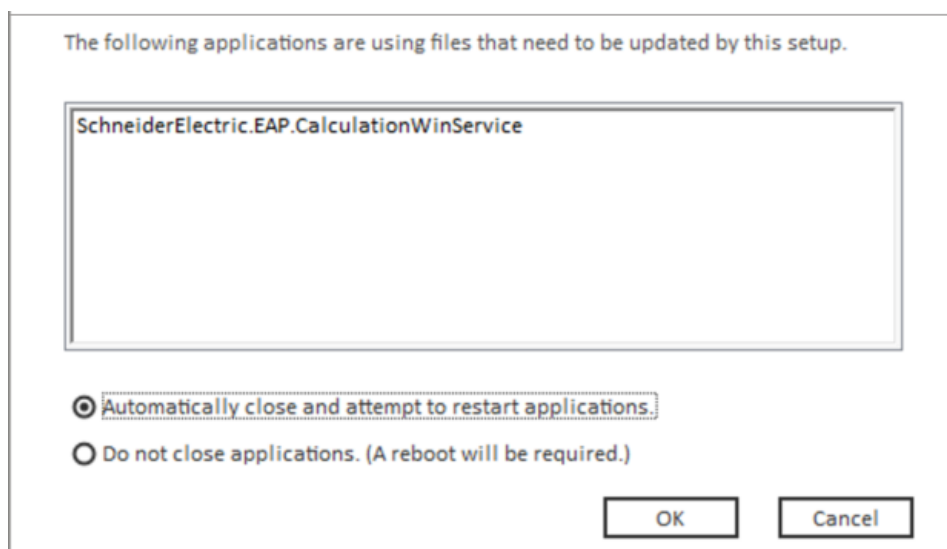 The following applications are using files that need to be updated by this setup.
SchneiderElectric.EAP.CalculationWinService
Automatically close and attempt to restart applications.
Do not close applications. (A reboot will be required.)
OK Cancel